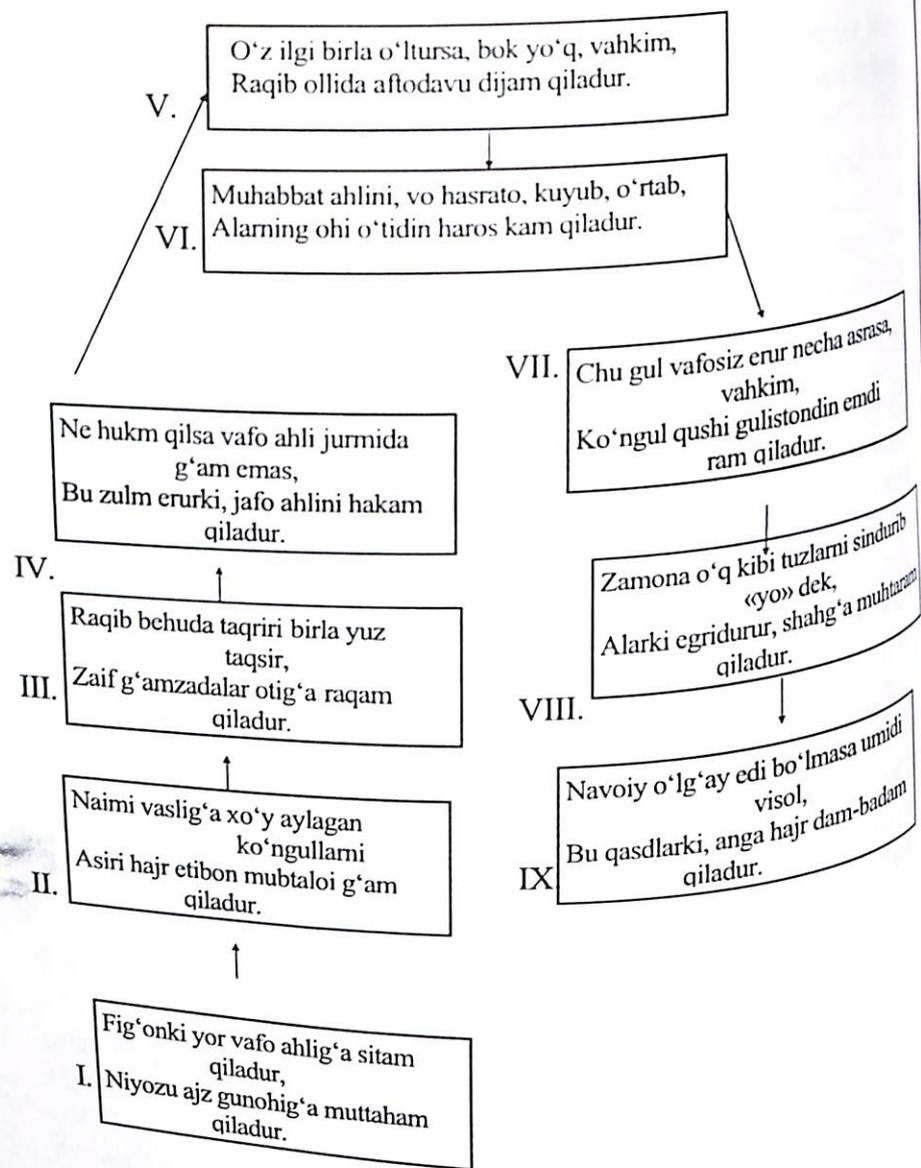 V.
O‘z ilgi birla o‘ltursa, bok yo‘q, vahkim,
Raqib ollida aftodavu dijam qiladur.
VI.
Muhabbat ahlini, vo hasrato, kuyub, o‘rtab,
Alarning ohi o‘tidin haros kam qiladur.
VII.
Chu gul vafosiz erur necha asrasa,
vahkim,
Ko‘ngul qushi gulistondin emdi
ram qiladur.
IV.
Ne hukm qilsa vafo ahli jurmida
g‘am emas,
Bu zulm erurki, jafo ahlini hakam
qiladur.
VIII.
Zamona o‘q kibi tuzlarni sindurib
«yo» dek,
Alarki egridurur, shahg‘a muhtaram
qiladur.
III.
Raqib behuda taqriri birla yuz
taqsir,
Zaif g‘amzadalar otig‘a raqam
qiladur.
IX
Navoiy o‘lg‘ay edi bo‘lmasa umidi
visol,
Bu qasdlarki, anga hajr dam-badam
qiladur.
II.
Naimi vaslig‘a xo‘y aylagan
ko‘ngullarni
Asiri hajr etibon mubtaloi g‘am
qiladur.
I.
Fig‘onki yor vafo ahlig‘a sitam
qiladur,
Niyozu ajz gunohig‘a muttaham
qiladur.